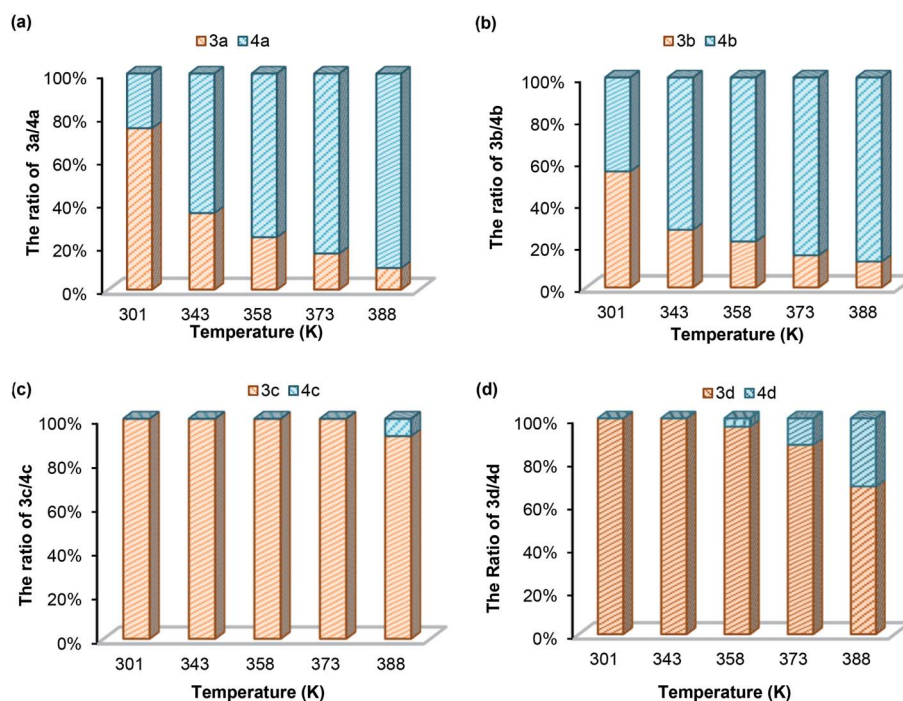 (a)
3a 4a
The ratio of 3a/4a
100%
80%
60%
40%
20%
0%
301 343 358 373 388
Temperature (K)
(b)
3b 4b
The ratio of 3b/4b
100%
80%
60%
40%
20%
0%
301 343 358 373 388
Temperature (K)
(c)
3c 4c
The ratio of 3c/4c
100%
80%
60%
40%
20%
0%
301 343 358 373 388
Temperature (K)
(d)
3d 4d
The Ratio of 3d/4d
100%
80%
60%
40%
20%
0%
301 343 358 373 388
Temperature (K)